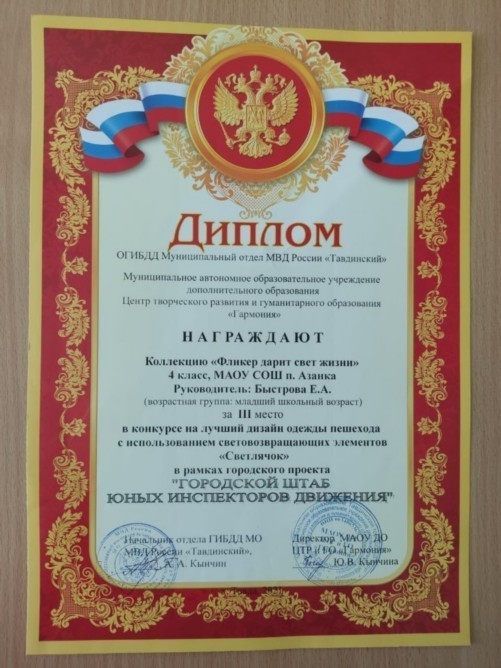 ДИПЛОМ
ОГИБДД Муниципальный отдел МВД России «Тавдинский»
Муниципальное автономное образовательное учреждение
дополнительного образования
Центр творческого развития и гуманитарного образования
«Гармония»
НАГРАЖДАЮТ
Коллекцию «Фликер дарит свет жизни»
4 класс, МАОУ СОШ п. Азанка
Руководитель: Быстрова Е.А.
(возрастная группа: младший школьный возраст)
за III место
в конкурсе на лучший дизайн одежды пешехода
с использованием световозвращающих элементов
«Светлячок»
в рамках городского проекта
"ГОРОДСКОЙ ШТАБ
ЮНЫХ ИНСПЕКТОРОВ ДВИЖЕНИЯ"
Начальник отдела ГИБДД МО
МВД России «Тавдинский»,
А. Кынчин
Директор МАОУ ДО
ЦТР и ГО «Гармония»
Ю.В. Кынчина